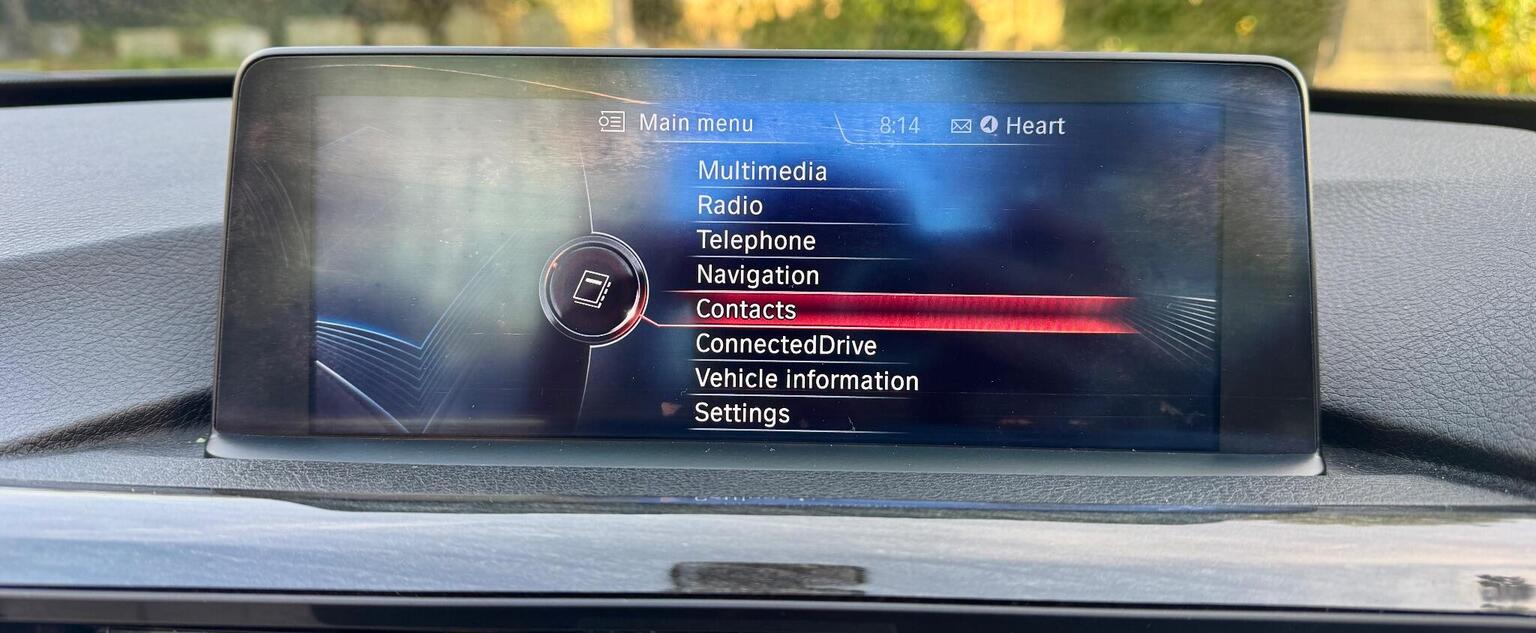 Main menu 8:14 Heart
Multimedia
Radio
Telephone
Navigation
Contacts
ConnectedDrive
Vehicle information
Settings